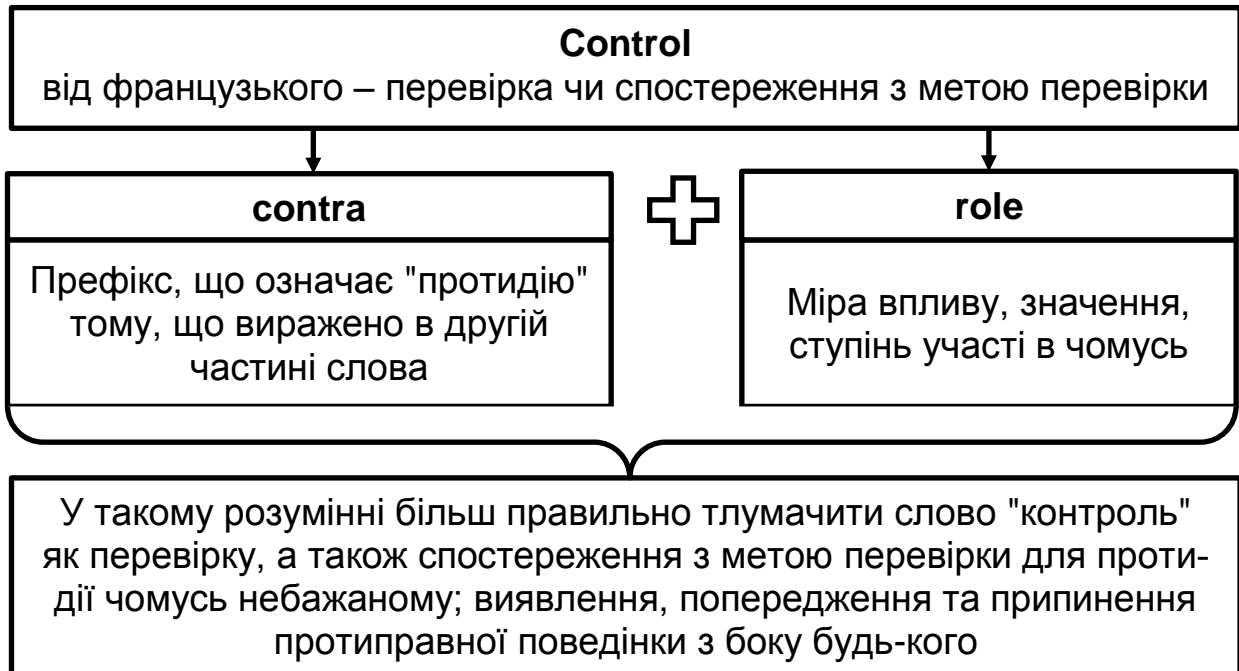 Control
від французького – перевірка чи спостереження з метою перевірки
contra
Префікс, що означає "протидію"
тому, що виражено в другій
частині слова
role
Міра впливу, значення,
ступінь участі в чомусь
У такому розумінні більш правильно тлумачити слово "контроль"
як перевірку, а також спостереження з метою перевірки для проти-
дії чомусь небажаному; виявлення, попередження та припинення
протиправної поведінки з боку будь-кого